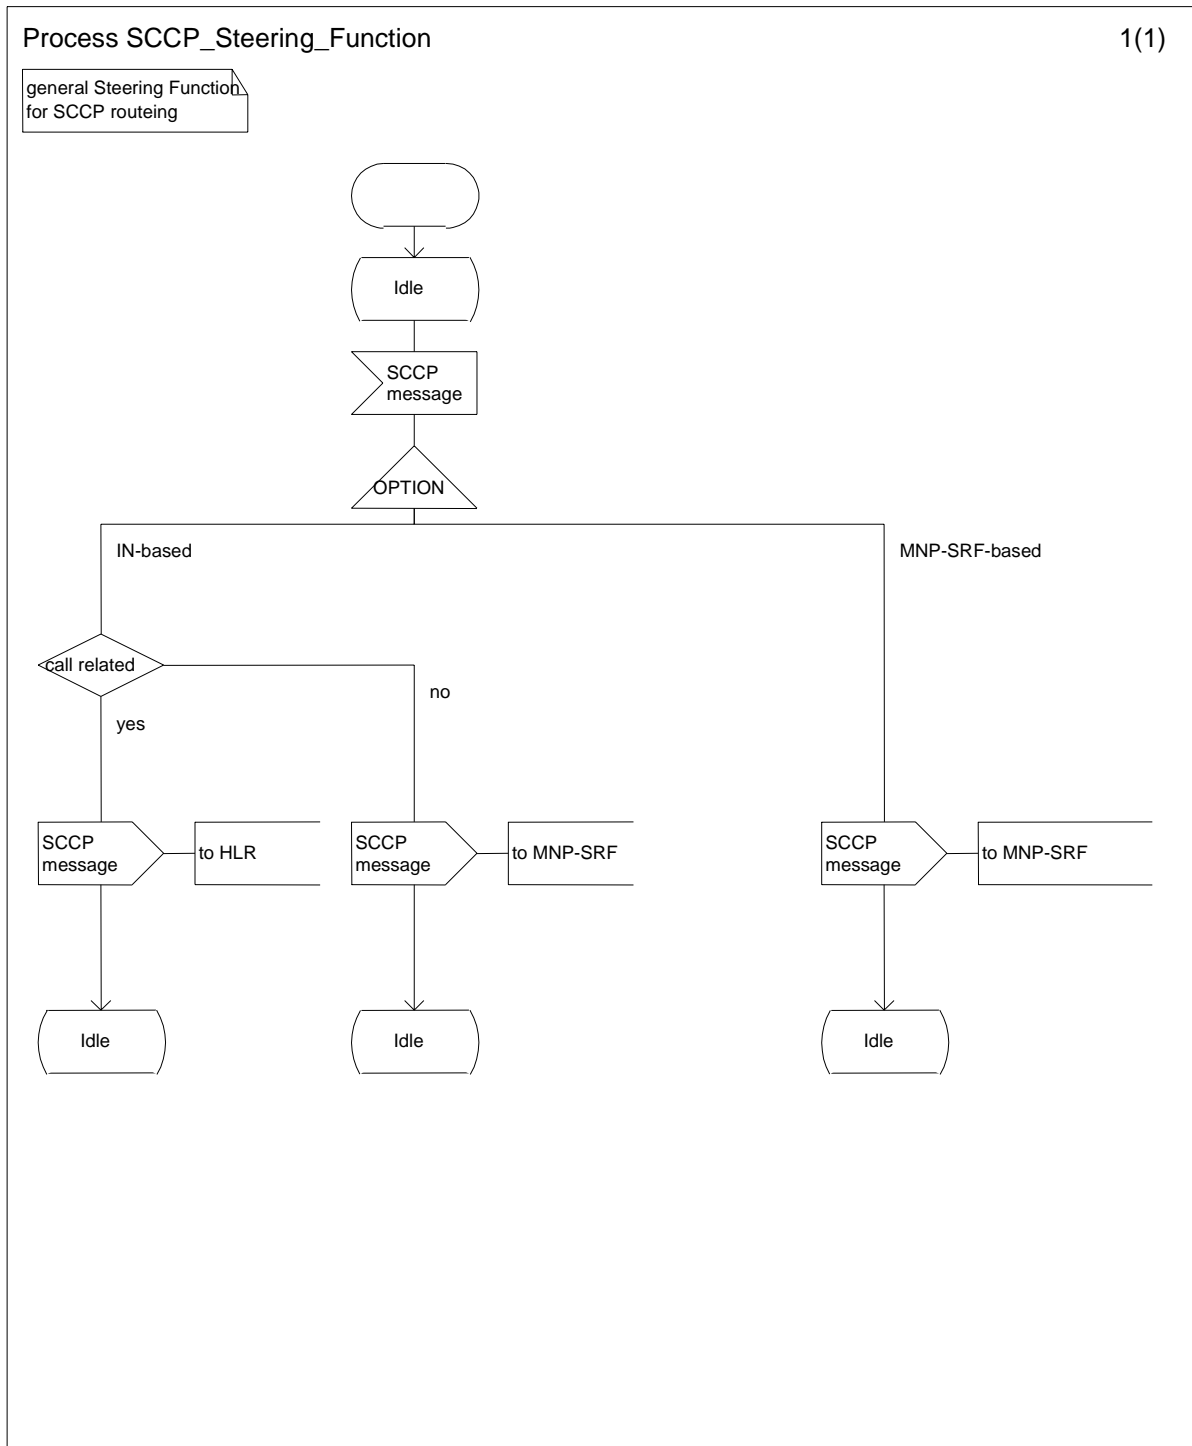 Process SCCP_Steering_Function
1(1)
general Steering Function
for SCCP routeing
Idle
SCCP
message
OPTION
IN-based
MNP-SRF-based
call related
no
yes
SCCP
message
to HLR
SCCP
message
to MNP-SRF
SCCP
message
to MNP-SRF
Idle
Idle
Idle